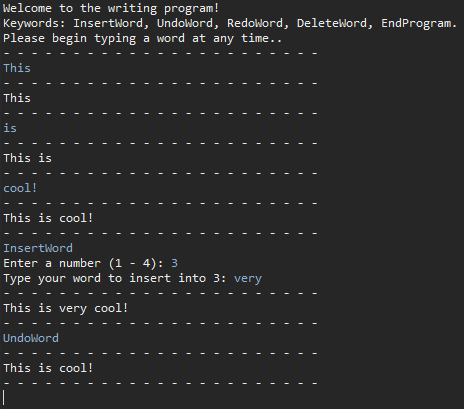 Welcome to the writing program!
Keywords: InsertWord, UndoWord, RedoWord, DeleteWord, EndProgram.
Please begin typing a word at any time..
- - - - - - - - - - - - - - - - - - - - - - -
This
- - - - - - - - - - - - - - - - - - - - - - -
This
- - - - - - - - - - - - - - - - - - - - - - -
is
- - - - - - - - - - - - - - - - - - - - - - -
This is
- - - - - - - - - - - - - - - - - - - - - - -
cool!
- - - - - - - - - - - - - - - - - - - - - - -
This is cool!
- - - - - - - - - - - - - - - - - - - - - - -
InsertWord
Enter a number (1 - 4): 3
Type your word to insert into 3: very
- - - - - - - - - - - - - - - - - - - - - - -
This is very cool!
- - - - - - - - - - - - - - - - - - - - - - -
UndoWord
- - - - - - - - - - - - - - - - - - - - - - -
This is cool!
- - - - - - - - - - - - - - - - - - - - - - -